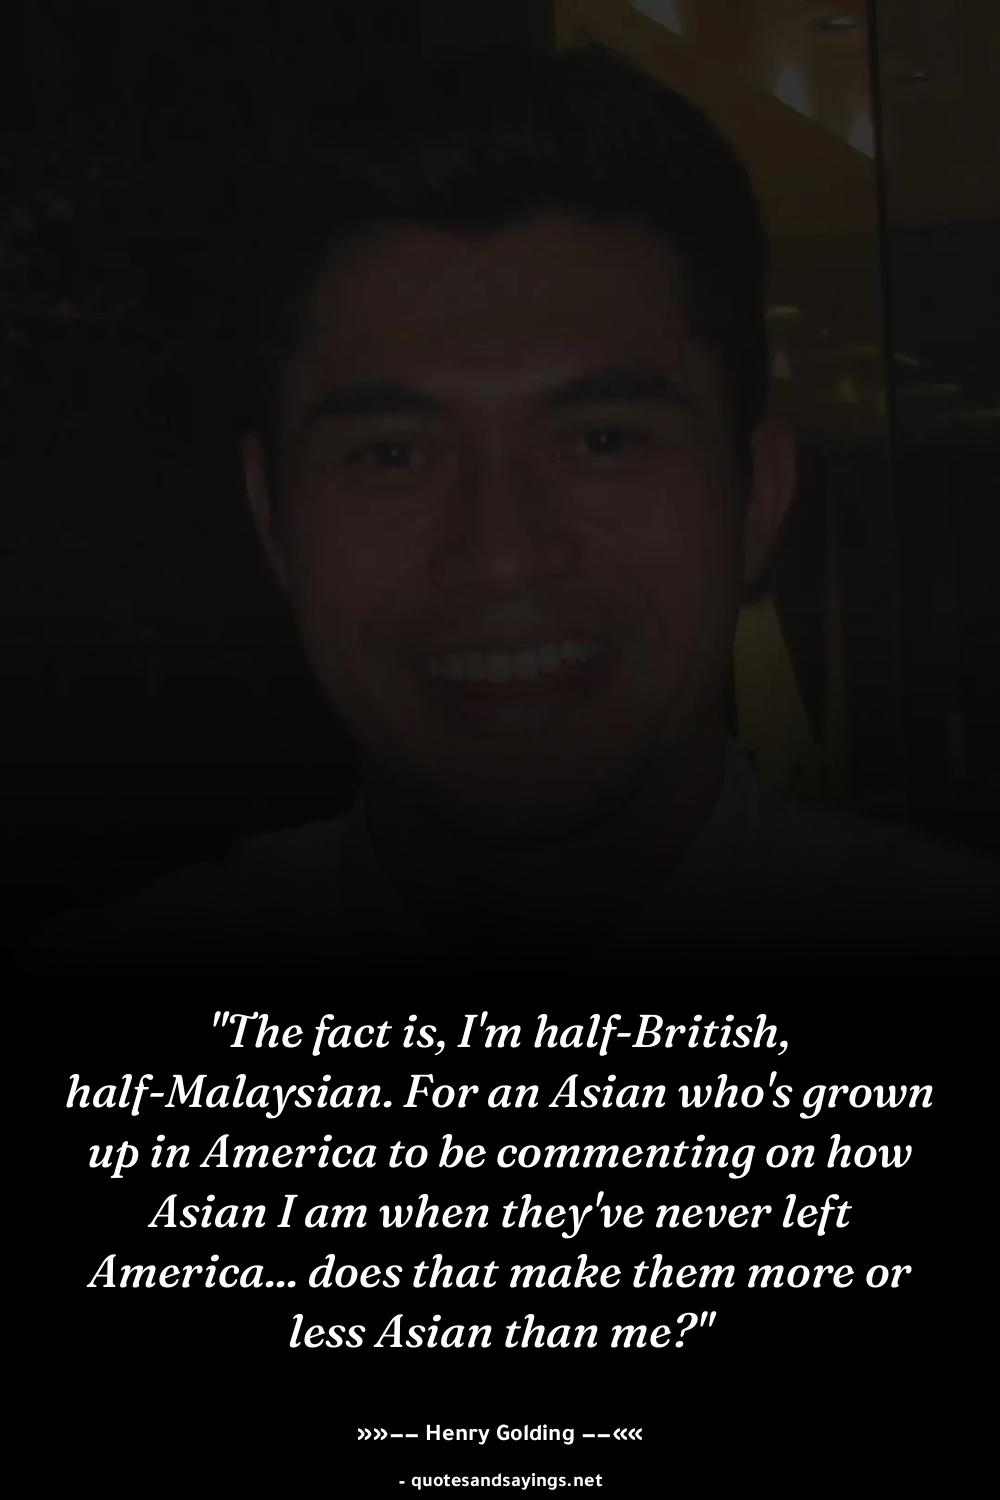 "The fact is, I'm half-British,
half-Malaysian. For an Asian who's grown
up in America to be commenting on how
Asian I am when they've never left
America... does that make them more or
less Asian than me?"
»»−− Henry Golding −−««
- quotesandsayings.net